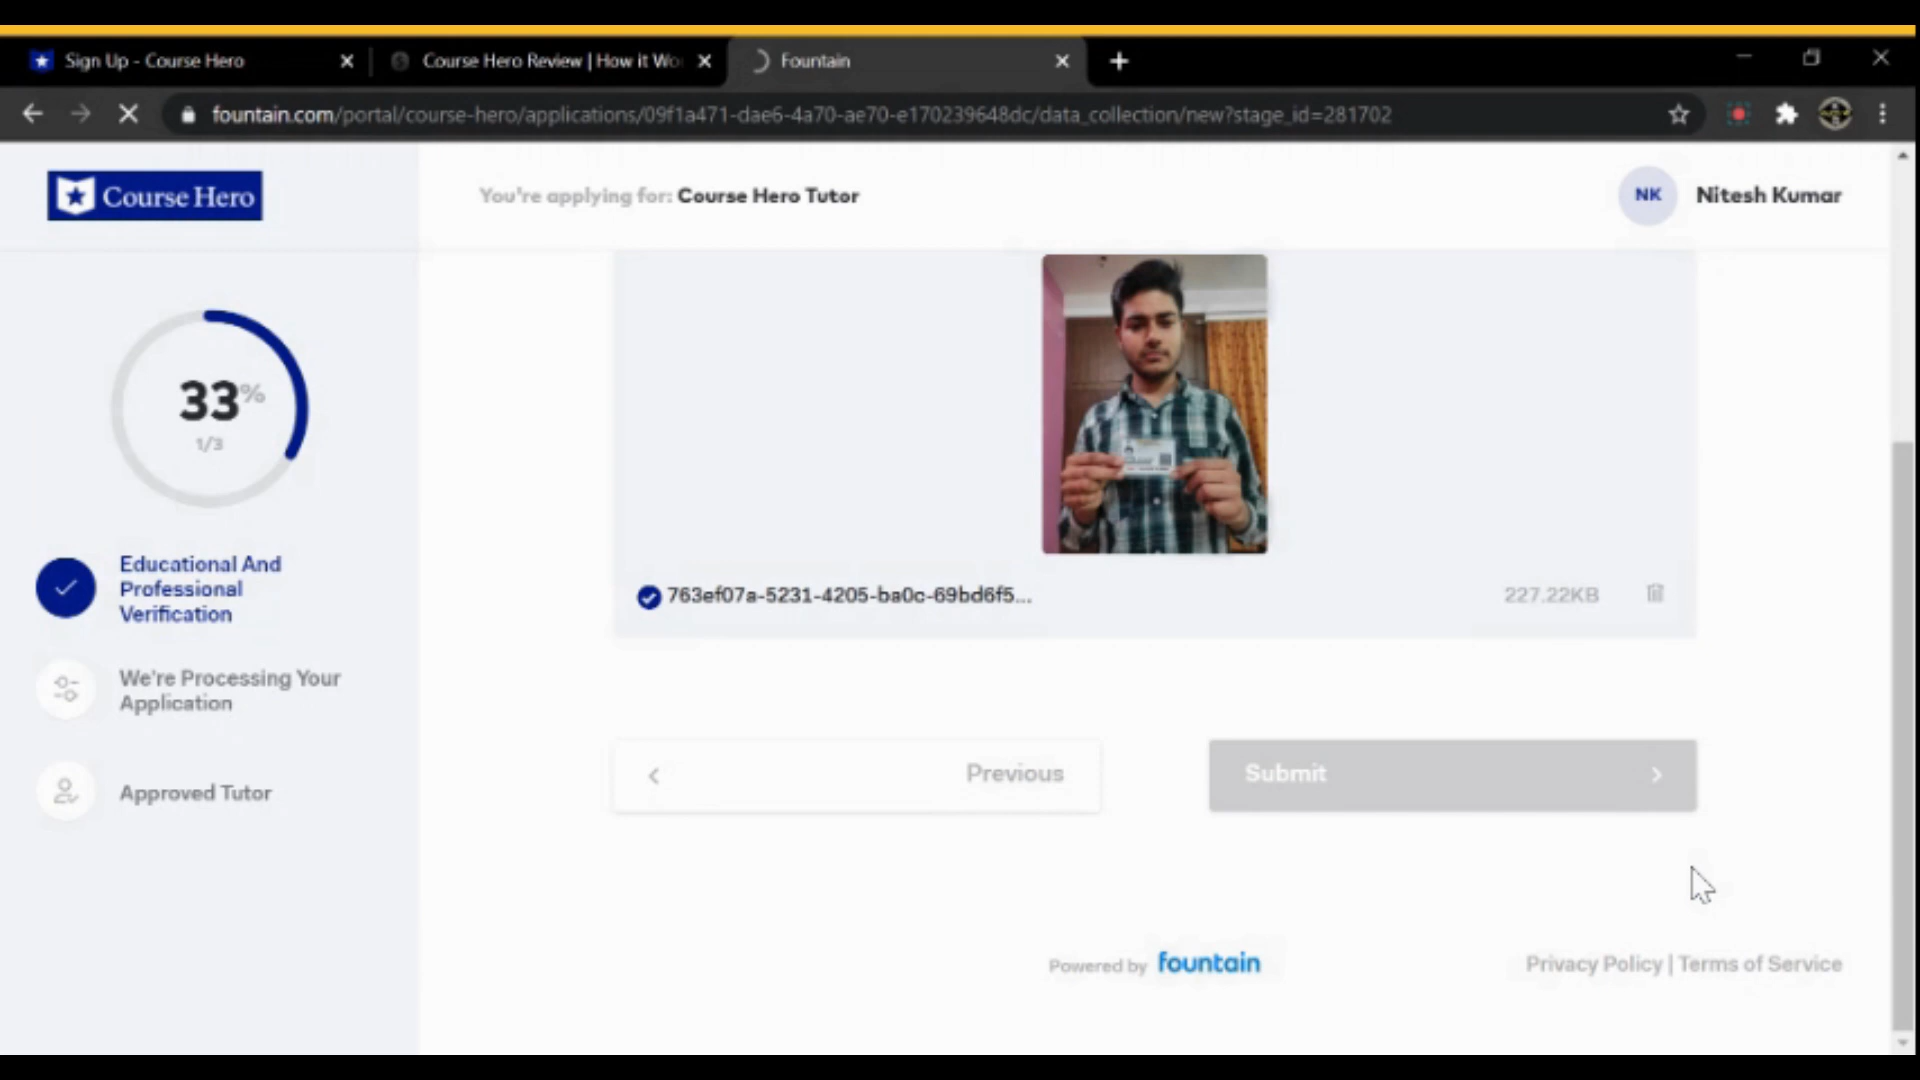 Sign Up - Course Hero
Course Hero Review | How it Wo
Fountain
fountain.com/portal/course-hero/applications/09f1a471-dae6-4a70-ae70-e170239648dc/data_collection/new?stage_id=281702
Course Hero
You're applying for: Course Hero Tutor
NK
Nitesh Kumar
33%
1/3
Educational And
Professional
Verification
We're Processing Your
Application
Approved Tutor
763ef07a-5231-4205-ba0c-69bd6f5...
227.22KB
Previous
Submit
Powered by fountain
Privacy Policy | Terms of Service